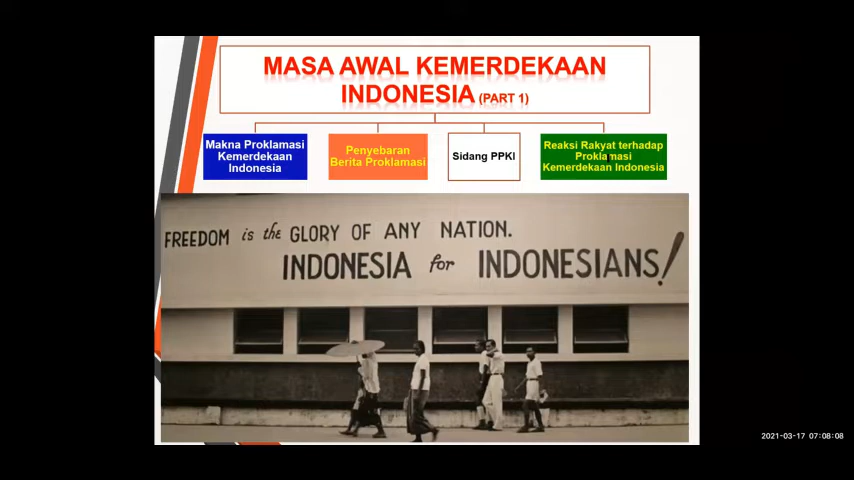 MASA AWAL KEMERDEKAAN
INDONESIA (PART 1)
Makna Proklamasi
Kemerdekaan
Indonesia
Penyebaran
Berita Proklamasi
Sidang PPKI
Reaksi Rakyat terhadap
Proklamasi
Kemerdekaan Indonesia
FREEDOM is the GLORY OF ANY NATION.
INDONESIA for INDONESIANS!
2021-03-17 07:08:08